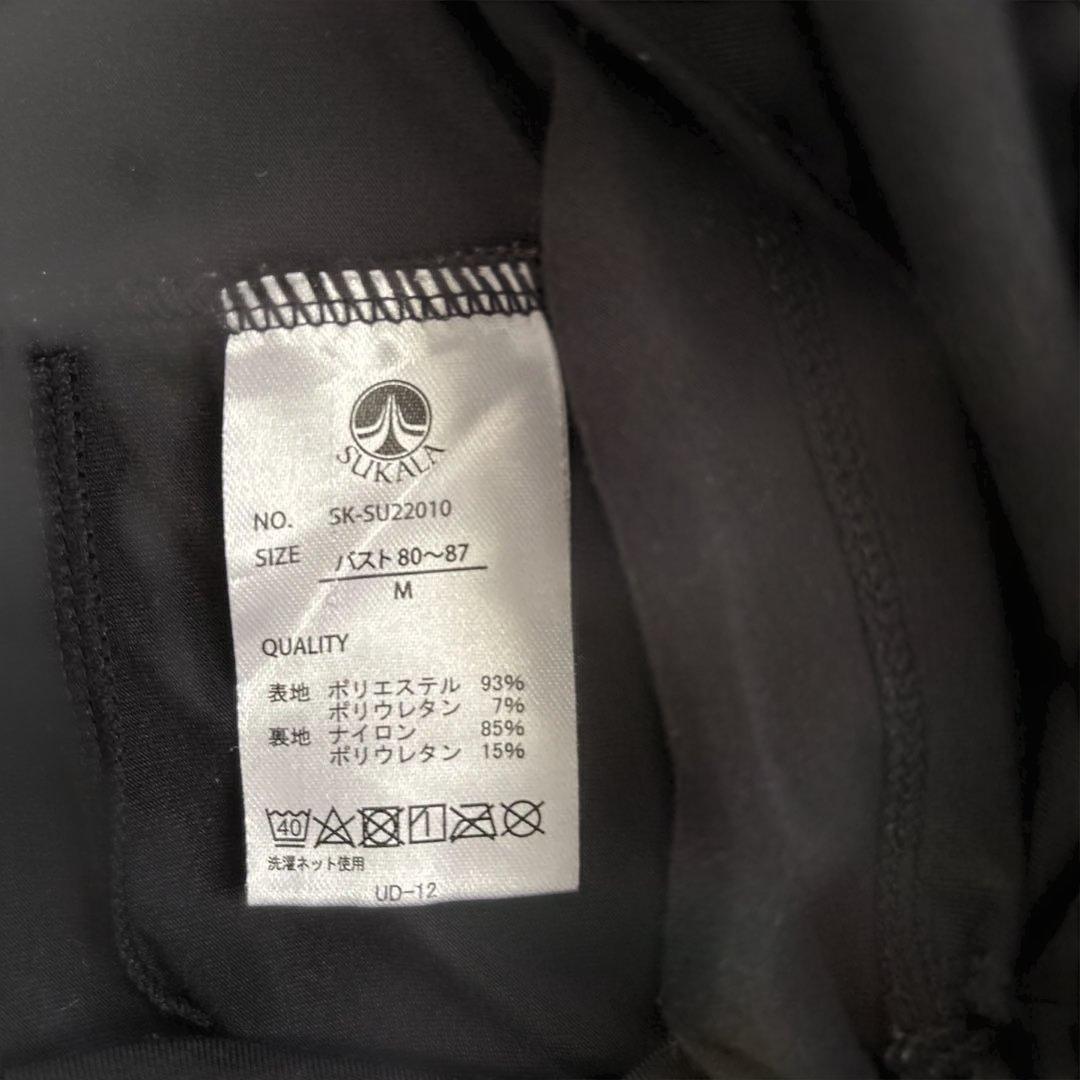 SUKALA
NO. SK-SU22010
SIZE バスト 80～87
M
QUALITY
表地 ポリエステル 93%
ポリウレタン 7%
裏地 ナイロン 85%
ポリウレタン 15%
40
洗濯ネット使用
UD-12